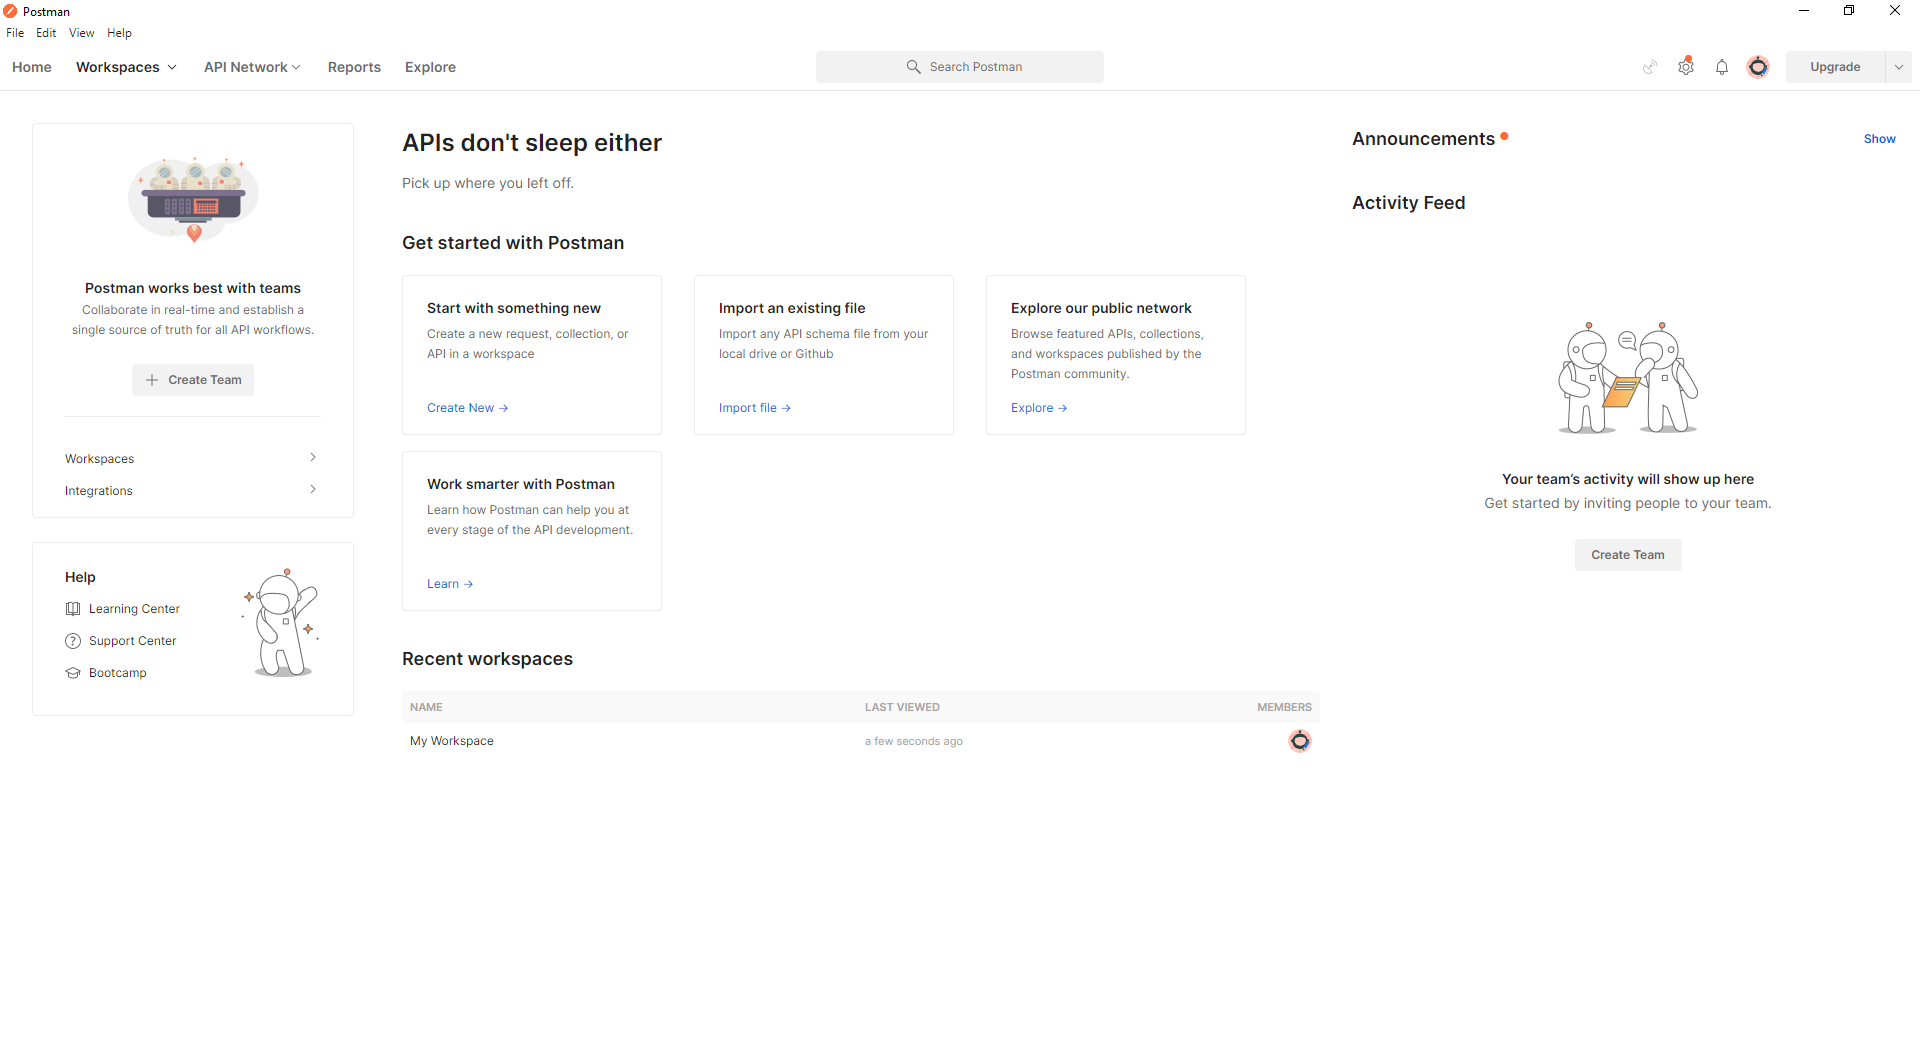 Postman
File Edit View Help
Home Workspaces API Network Reports Explore Search Postman Upgrade
Postman works best with teams
Collaborate in real-time and establish a
single source of truth for all API workflows.
Create Team
Workspaces
Integrations
Help
Learning Center
Support Center
Bootcamp
APIs don't sleep either
Pick up where you left off.
Get started with Postman
Start with something new
Create a new request, collection, or
API in a workspace
Create New →
Import an existing file
Import any API schema file from your
local drive or Github
Import file →
Explore our public network
Browse featured APIs, collections,
and workspaces published by the
Postman community.
Explore →
Work smarter with Postman
Learn how Postman can help you at
every stage of the API development.
Learn →
Recent workspaces
NAME LAST VIEWED MEMBERS
My Workspace a few seconds ago
Announcements Show
Activity Feed
Your team’s activity will show up here
Get started by inviting people to your team.
Create Team